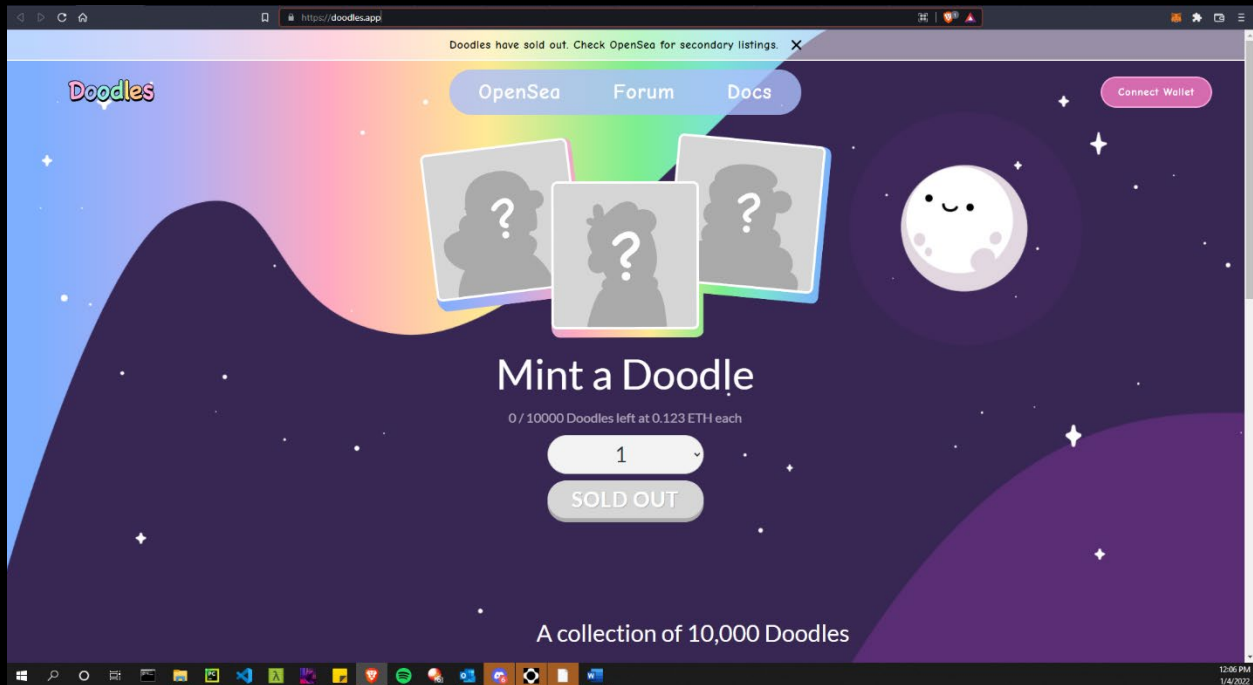 https://doodles.app
Doodles have sold out. Check OpenSea for secondary listings. X
Doodles
OpenSea Forum Docs
Connect Wallet
? ? ?
Mint a Doodle
0 / 10000 Doodles left at 0.123 ETH each
1
SOLD OUT
A collection of 10,000 Doodles
12:06 PM
1/4/2022